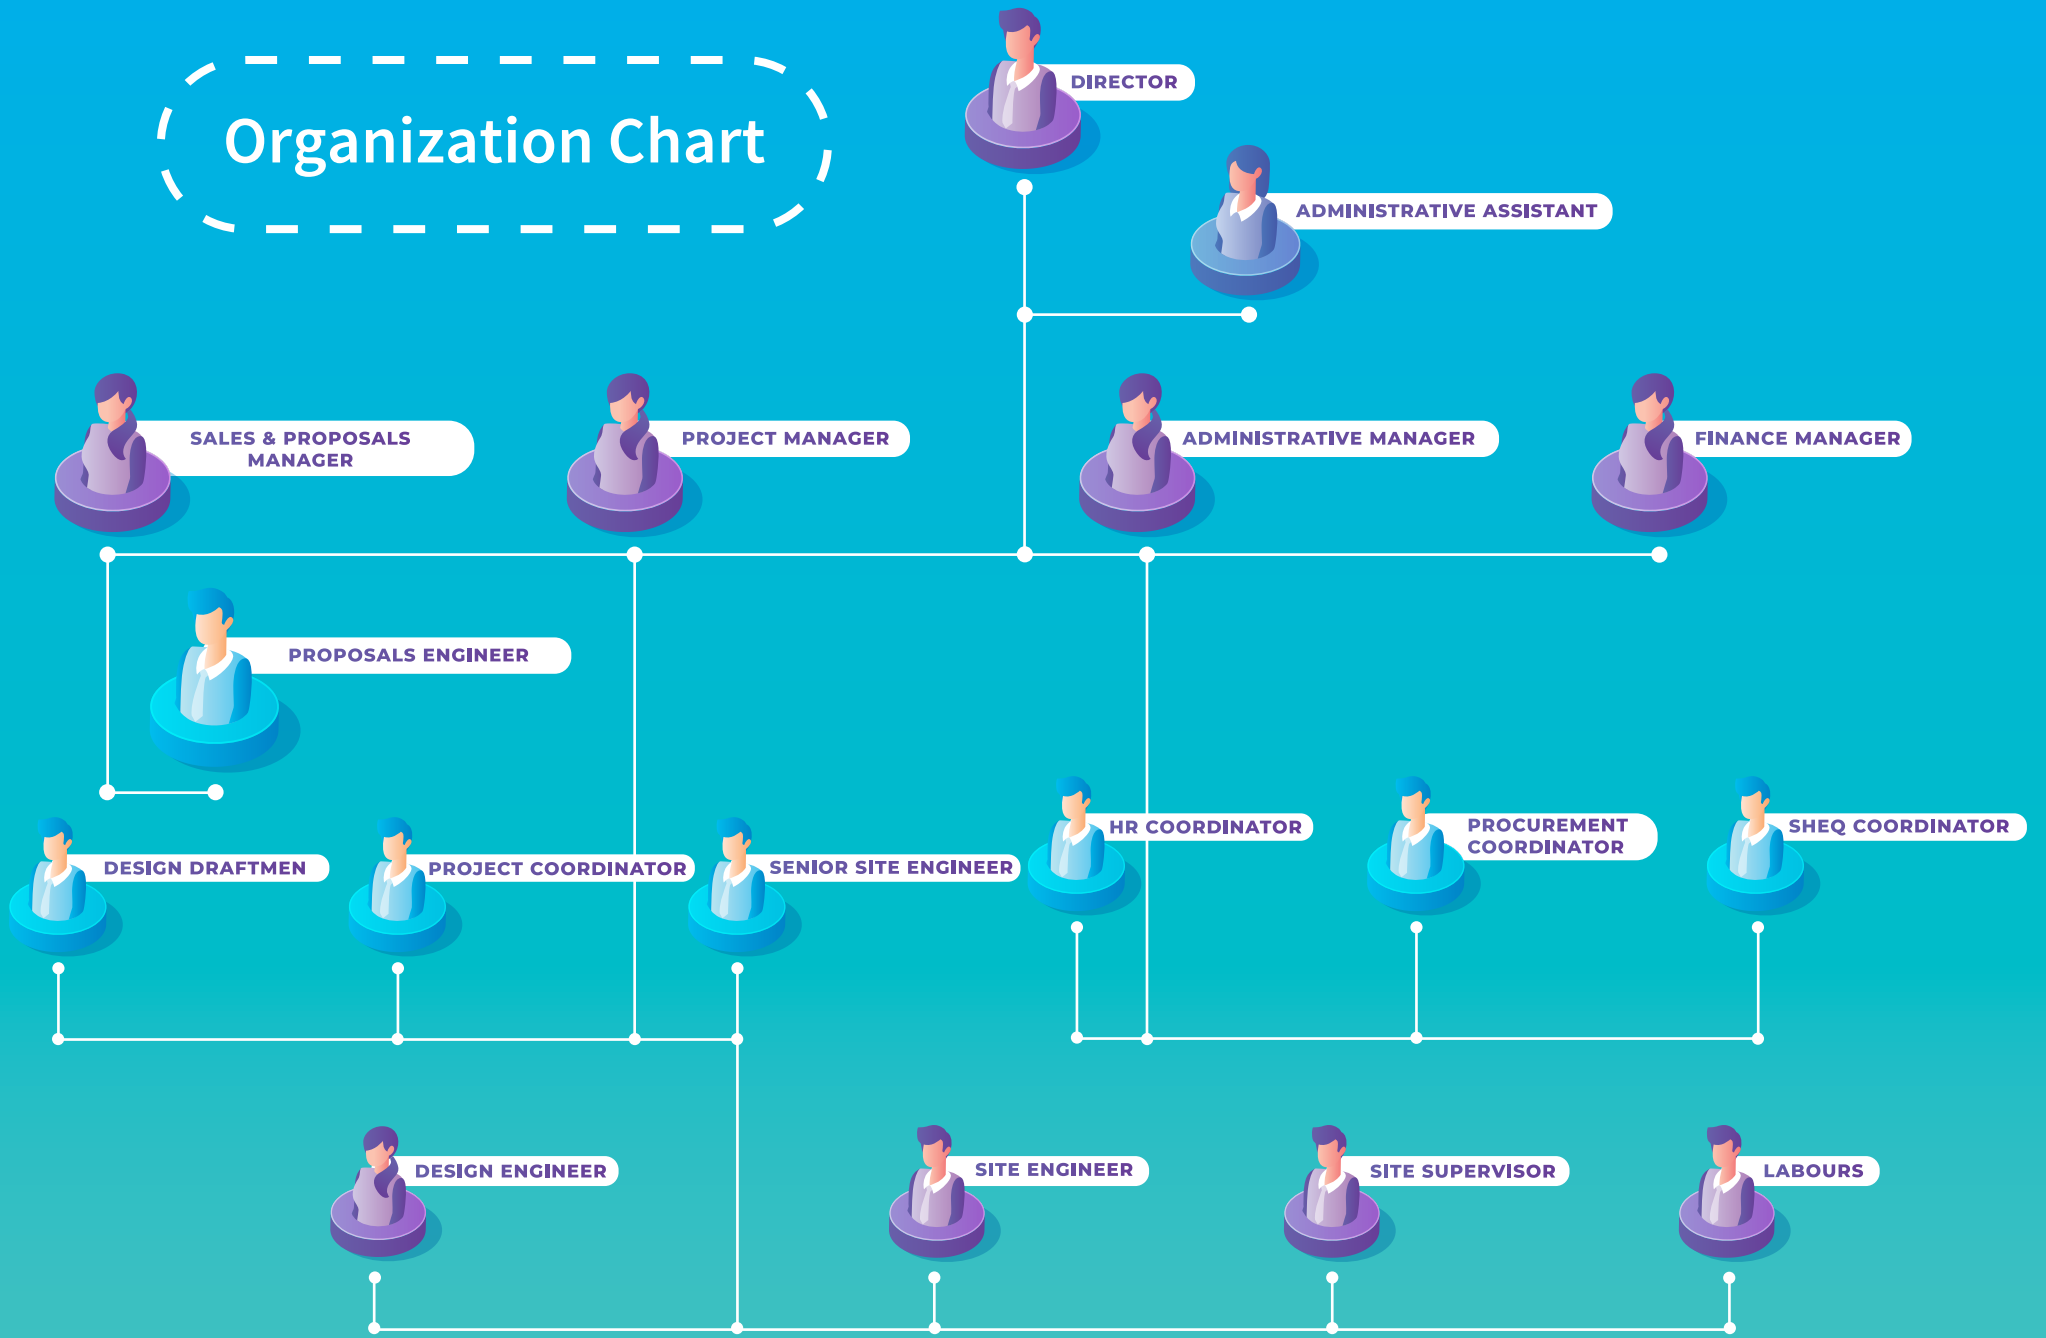 Organization Chart
DIRECTOR
ADMINISTRATIVE ASSISTANT
SALES & PROPOSALS
MANAGER
PROJECT MANAGER
ADMINISTRATIVE MANAGER
FINANCE MANAGER
PROPOSALS ENGINEER
DESIGN DRAFTMEN
PROJECT COORDINATOR
SENIOR SITE ENGINEER
HR COORDINATOR
PROCUREMENT
COORDINATOR
SHEQ COORDINATOR
DESIGN ENGINEER
SITE ENGINEER
SITE SUPERVISOR
LABOURS